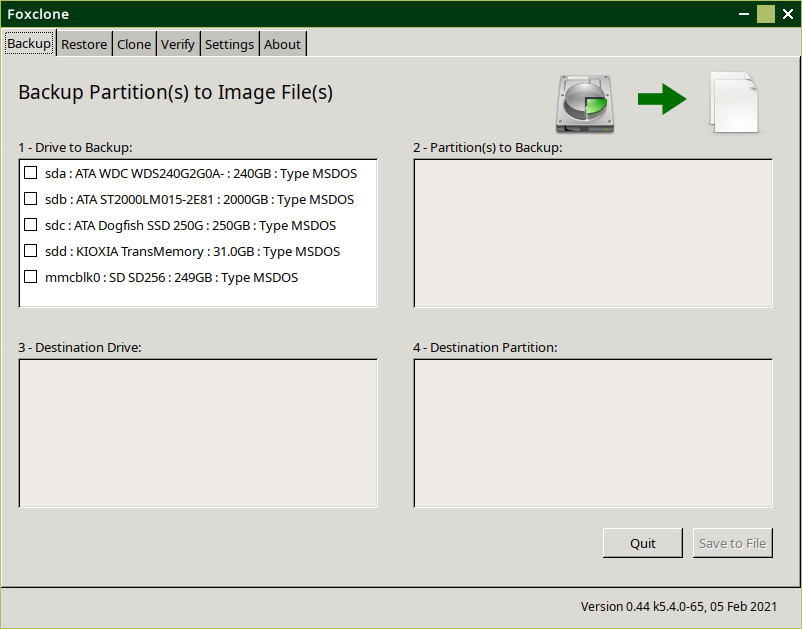 Foxclone
Backup Restore Clone Verify Settings About
Backup Partition(s) to Image File(s)
1 - Drive to Backup:
sda : ATA WDC WDS240G2G0A- : 240GB : Type MSDOS
sdb : ATA ST2000LM015-2E81 : 2000GB : Type MSDOS
sdc : ATA Dogfish SSD 250G : 250GB : Type MSDOS
sdd : KIOXIA TransMemory : 31.0GB : Type MSDOS
mmcblk0 : SD SD256 : 249GB : Type MSDOS
2 - Partition(s) to Backup:
3 - Destination Drive:
4 - Destination Partition:
Quit Save to File
Version 0.44 k5.4.0-65, 05 Feb 2021